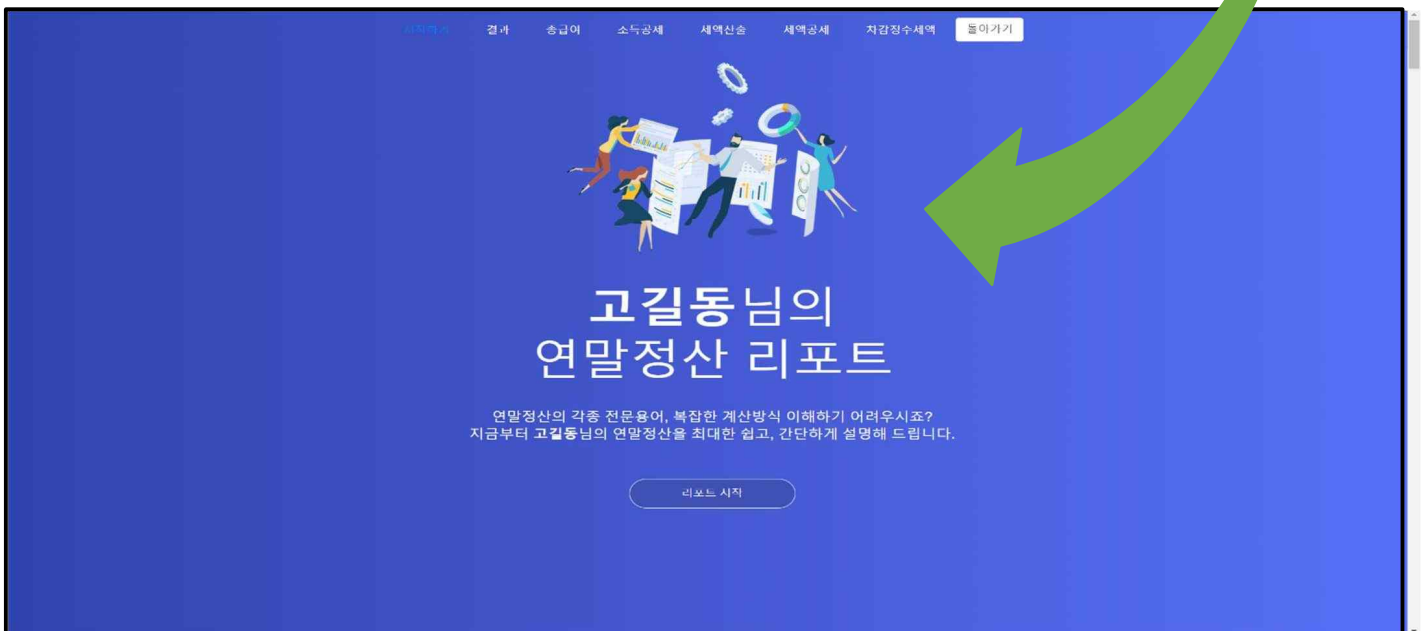 시작하기 결과 총급여 소득공제 세액산출 세액공제 차감징수세액 돌아가기
고길동님의
연말정산 리포트
연말정산의 각종 전문용어, 복잡한 계산방식 이해하기 어려우시죠?
지금부터 고길동님의 연말정산을 최대한 쉽고, 간단하게 설명해 드립니다.
리포트 시작